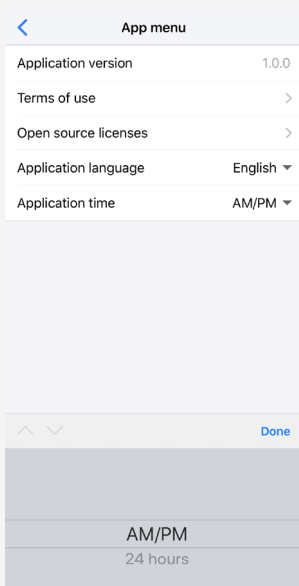 App menu
Application version 1.0.0
Terms of use
Open source licenses
Application language English
Application time AM/PM
Done
AM/PM
24 hours